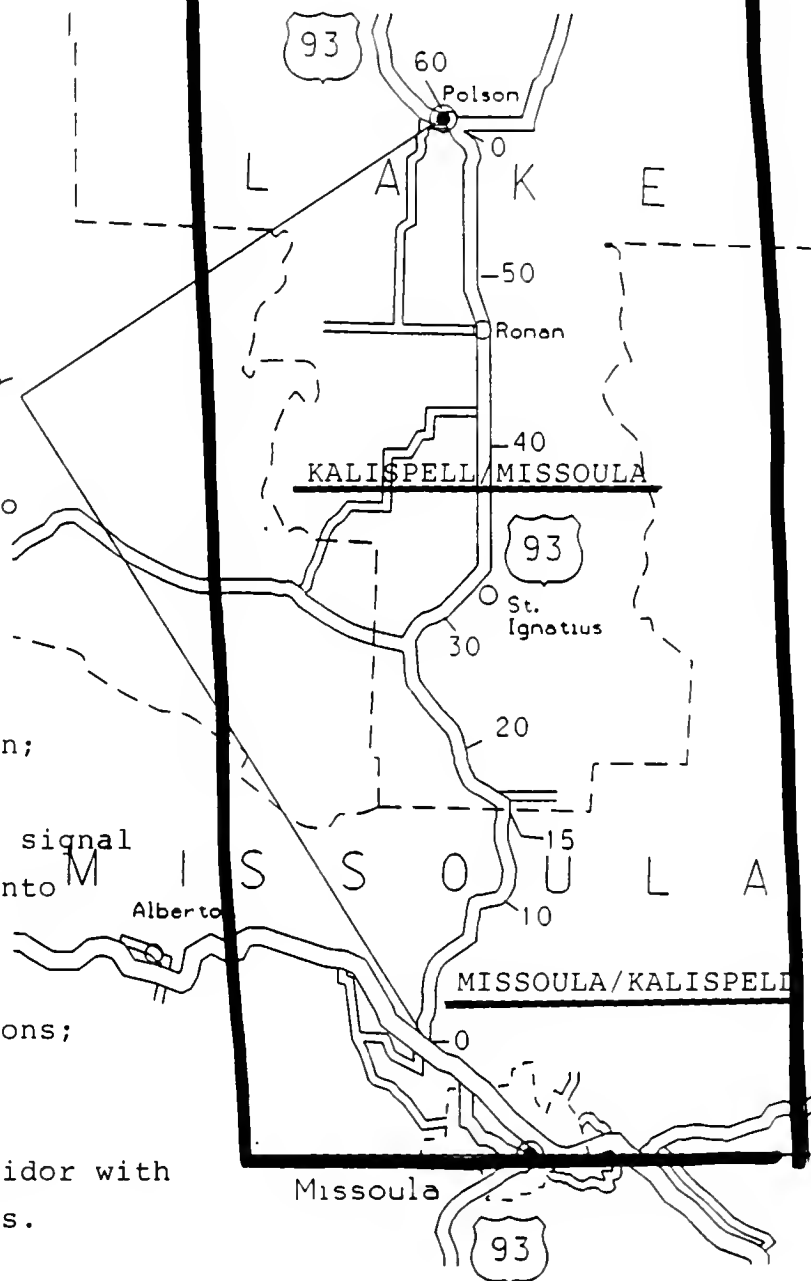 93
60
Polson
0
L A K E
50
Ronan
40
KALISPELL/MISSOULA
93
St.
Ignatius
30
20
n;
15
signal
M I S S O U L A
nto
Alberto
10
MISSOULA/KALISPELL
ons;
0
idor with
Missoula
s.
93